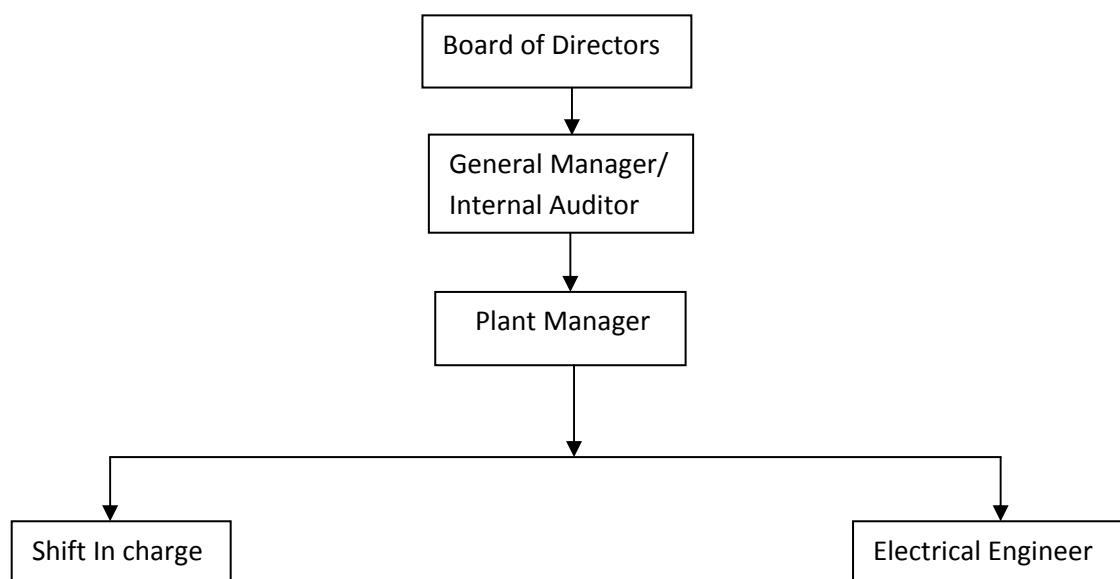 Board of Directors
General Manager/
Internal Auditor
Plant Manager
Shift In charge
Electrical Engineer